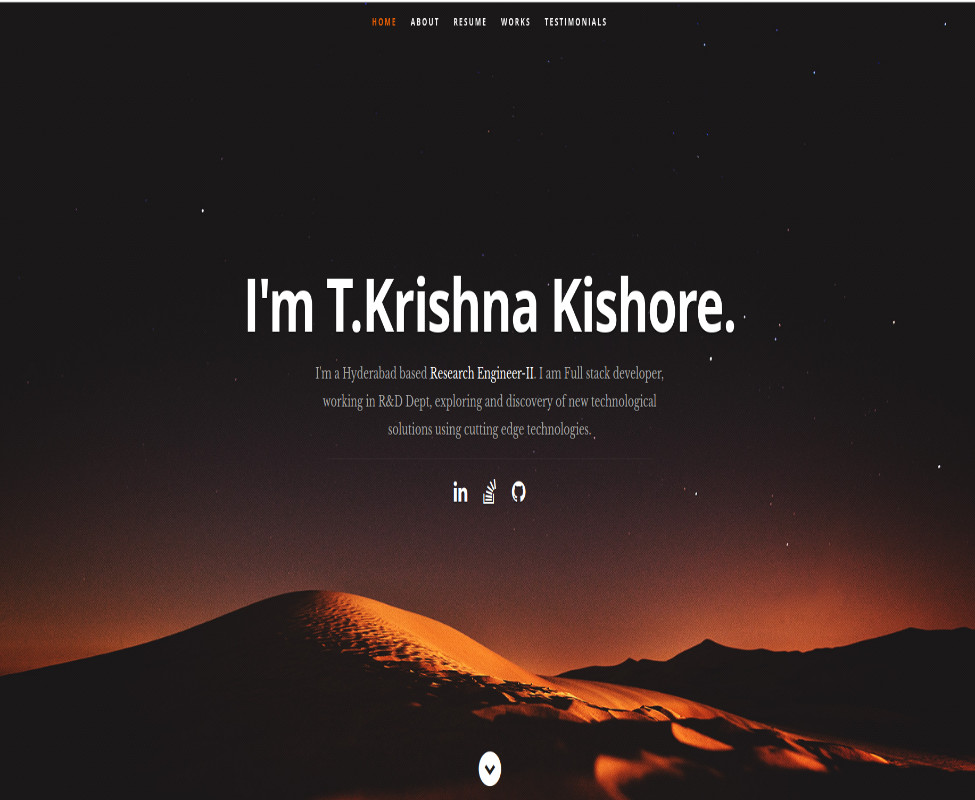 HOME ABOUT RESUME WORKS TESTIMONIALS
I'm T.Krishna Kishore.
I'm a Hyderabad based Research Engineer-II. I am Full stack developer,
working in R&D Dept, exploring and discovery of new technological
solutions using cutting edge technologies.
in